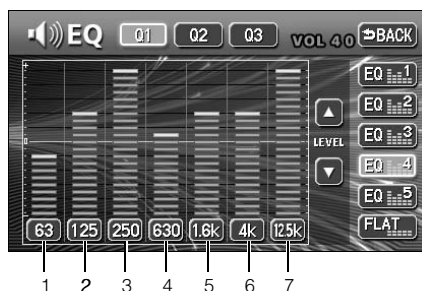 EQ Q1 Q2 Q3 VOL 40 BACK
EQ 1
EQ 2
EQ 3
EQ 4
EQ 5
FLAT
+
0
-
LEVEL
63 125 250 630 1.6k 4k 12.5k
1 2 3 4 5 6 7